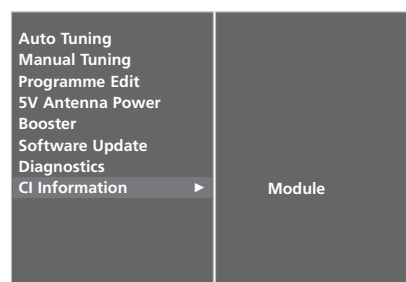 Auto Tuning
Manual Tuning
Programme Edit
5V Antenna Power
Booster
Software Update
Diagnostics
CI Information ►
Module